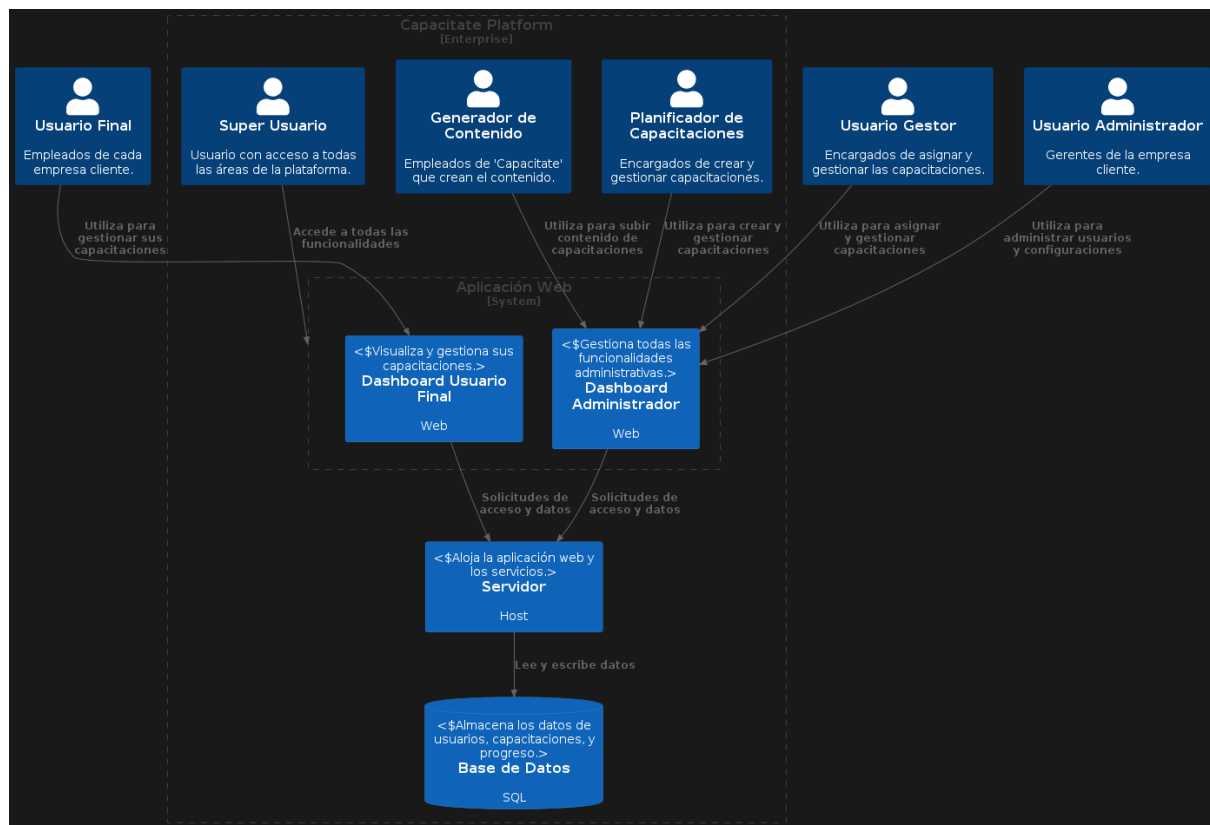 Capacitate Platform
[Enterprise]
Usuario Final
Empleados de cada
empresa cliente.
Super Usuario
Usuario con acceso a todas
las áreas de la plataforma.
Generador de
Contenido
Empleados de 'Capacitate'
que crean el contenido.
Planificador de
Capacitaciones
Encargados de crear y
gestionar capacitaciones.
Usuario Gestor
Encargados de asignar y
gestionar las capacitaciones.
Usuario Administrador
Gerentes de la empresa
cliente.
Utiliza para
gestionar sus
capacitaciones
Accede a todas las
funcionalidades
Utiliza para subir
contenido de
capacitaciones
Utiliza para crear y
gestionar
capacitaciones
Utiliza para asignar
y gestionar
capacitaciones
Utiliza para
administrar usuarios
y configuraciones
Aplicación Web
[System]
<$Visualiza y gestiona sus
capacitaciones.>
Dashboard Usuario
Final
Web
<$Gestiona todas las
funcionalidades
administrativas.>
Dashboard
Administrador
Web
Solicitudes de
acceso y datos
Solicitudes de
acceso y datos
<$Aloja la aplicación web y
los servicios.>
Servidor
Host
Lee y escribe datos
<$Almacena los datos de
usuarios, capacitaciones, y
progreso.>
Base de Datos
SQL